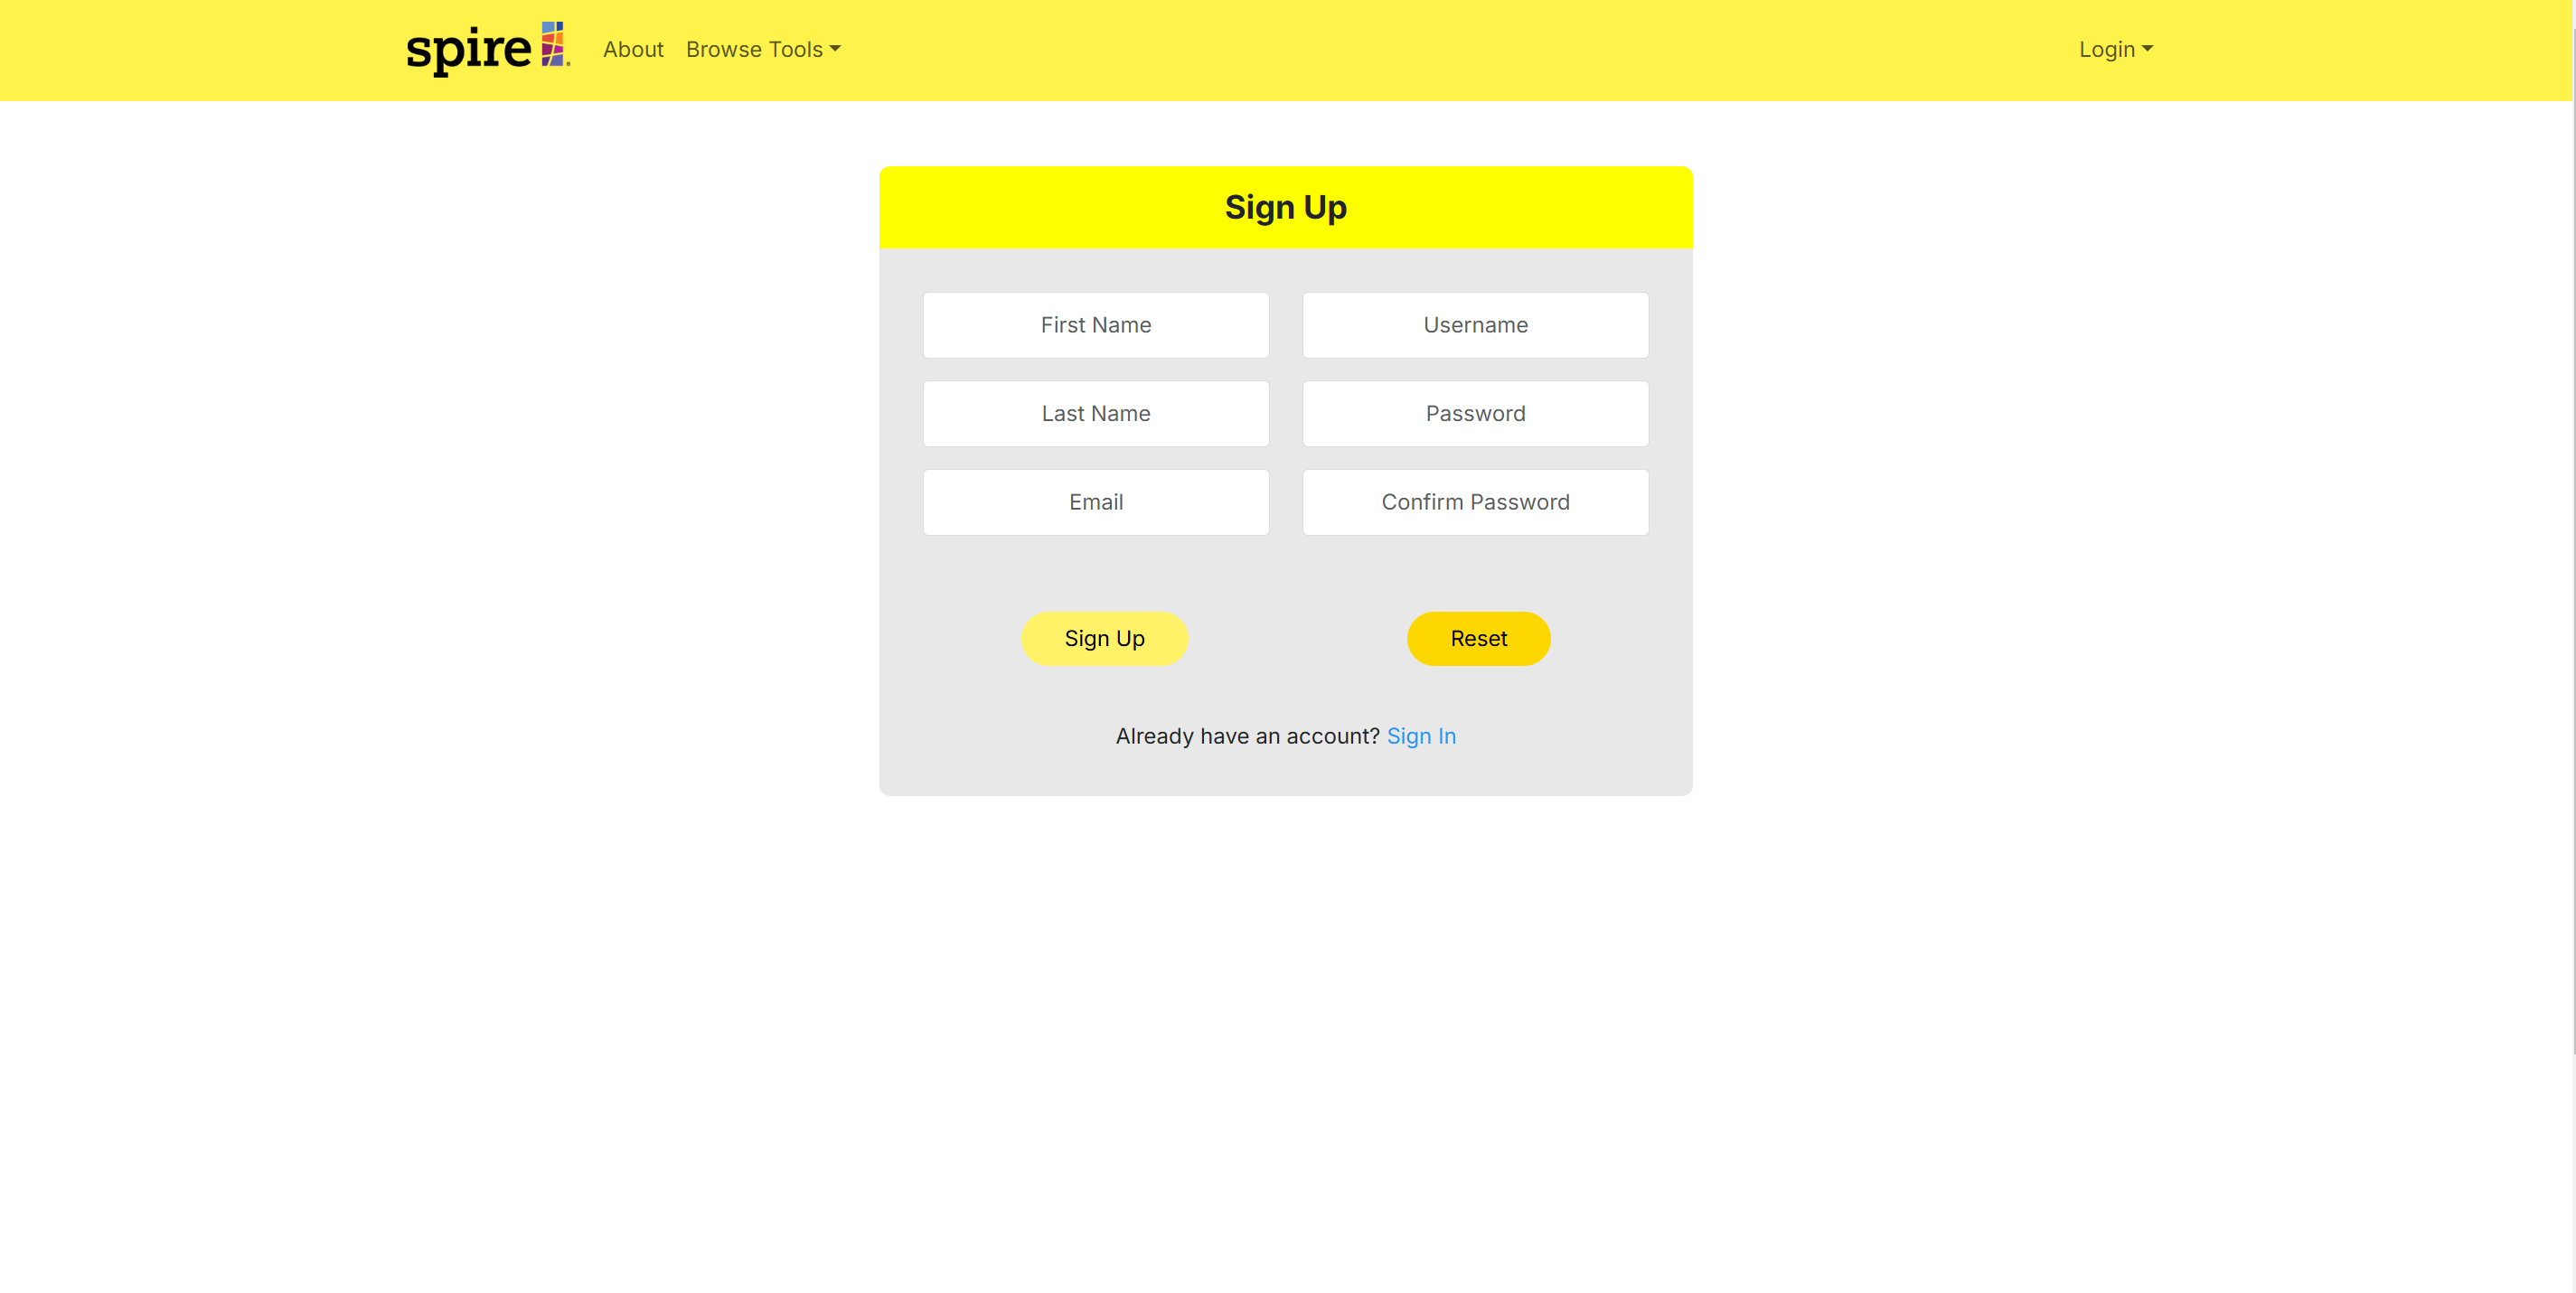 spire About Browse Tools Login
Sign Up
First Name Username
Last Name Password
Email Confirm Password
Sign Up Reset
Already have an account? Sign In